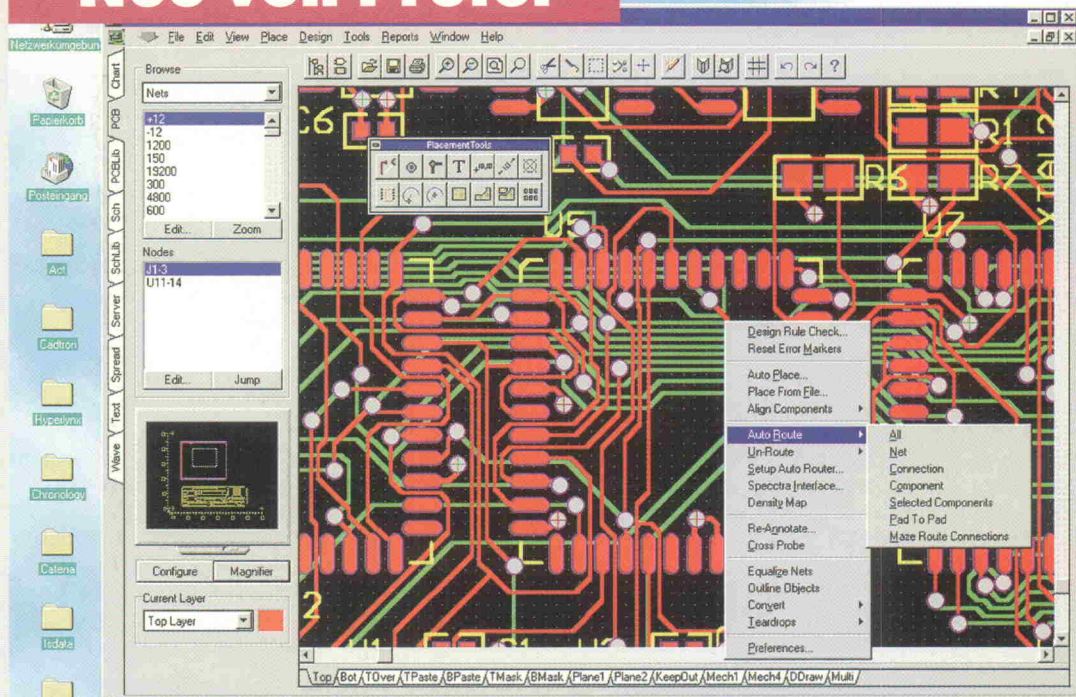 Neu von Protel
Netzwerkumgebun
Papierkorb
Posteingang
Act
Cadtron
Hyperlynx
Chronology
Catena
Isdata
File Edit View Place Design Tools Reports Window Help
Chart
PCB
PCBLib
Sch
SchLib
Server
Spread
Text
Wave
Browse
Nets
+12
-12
1200
150
19200
300
4800
600
Edit... Zoom
Nodes
J1-3
U11-14
Edit... Jump
Configure Magnifier
Current Layer
Top Layer
PlacementTools
C6
U5
R1
R6
R7
U7
Design Rule Check...
Reset Error Markers
Auto Place...
Place From File...
Align Components
Auto Route
Un-Route
Setup Auto Router...
Specctra Interface...
Density Map
Re-Annotate...
Cross Probe
Equalize Nets
Outline Objects
Convert
Teardrops
Preferences...
All
Net
Connection
Component
Selected Components
Pad To Pad
Maze Route Connections
Top Bot TOver TPaste BPaste TMask BMask Plane1 Plane2 KeepOut Mech1 Mech4 DDraw Multi